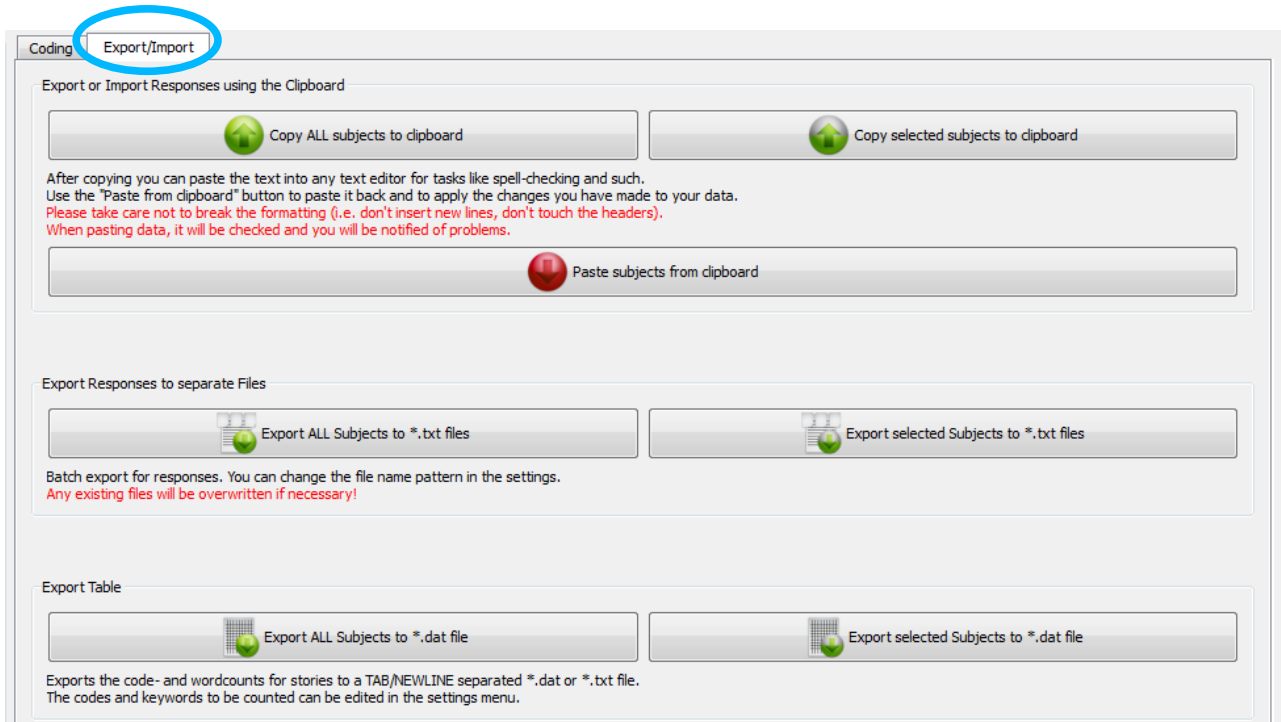 Coding
Export/Import
Export or Import Responses using the Clipboard
Copy ALL subjects to clipboard
Copy selected subjects to clipboard
After copying you can paste the text into any text editor for tasks like spell-checking and such.
Use the "Paste from clipboard" button to paste it back and to apply the changes you have made to your data.
Please take care not to break the formatting (i.e. don't insert new lines, don't touch the headers).
When pasting data, it will be checked and you will be notified of problems.
Paste subjects from clipboard
Export Responses to separate Files
Export ALL Subjects to *.txt files
Export selected Subjects to *.txt files
Batch export for responses. You can change the file name pattern in the settings.
Any existing files will be overwritten if necessary!
Export Table
Export ALL Subjects to *.dat file
Export selected Subjects to *.dat file
Exports the code- and wordcounts for stories to a TAB/NEWLINE separated *.dat or *.txt file.
The codes and keywords to be counted can be edited in the settings menu.